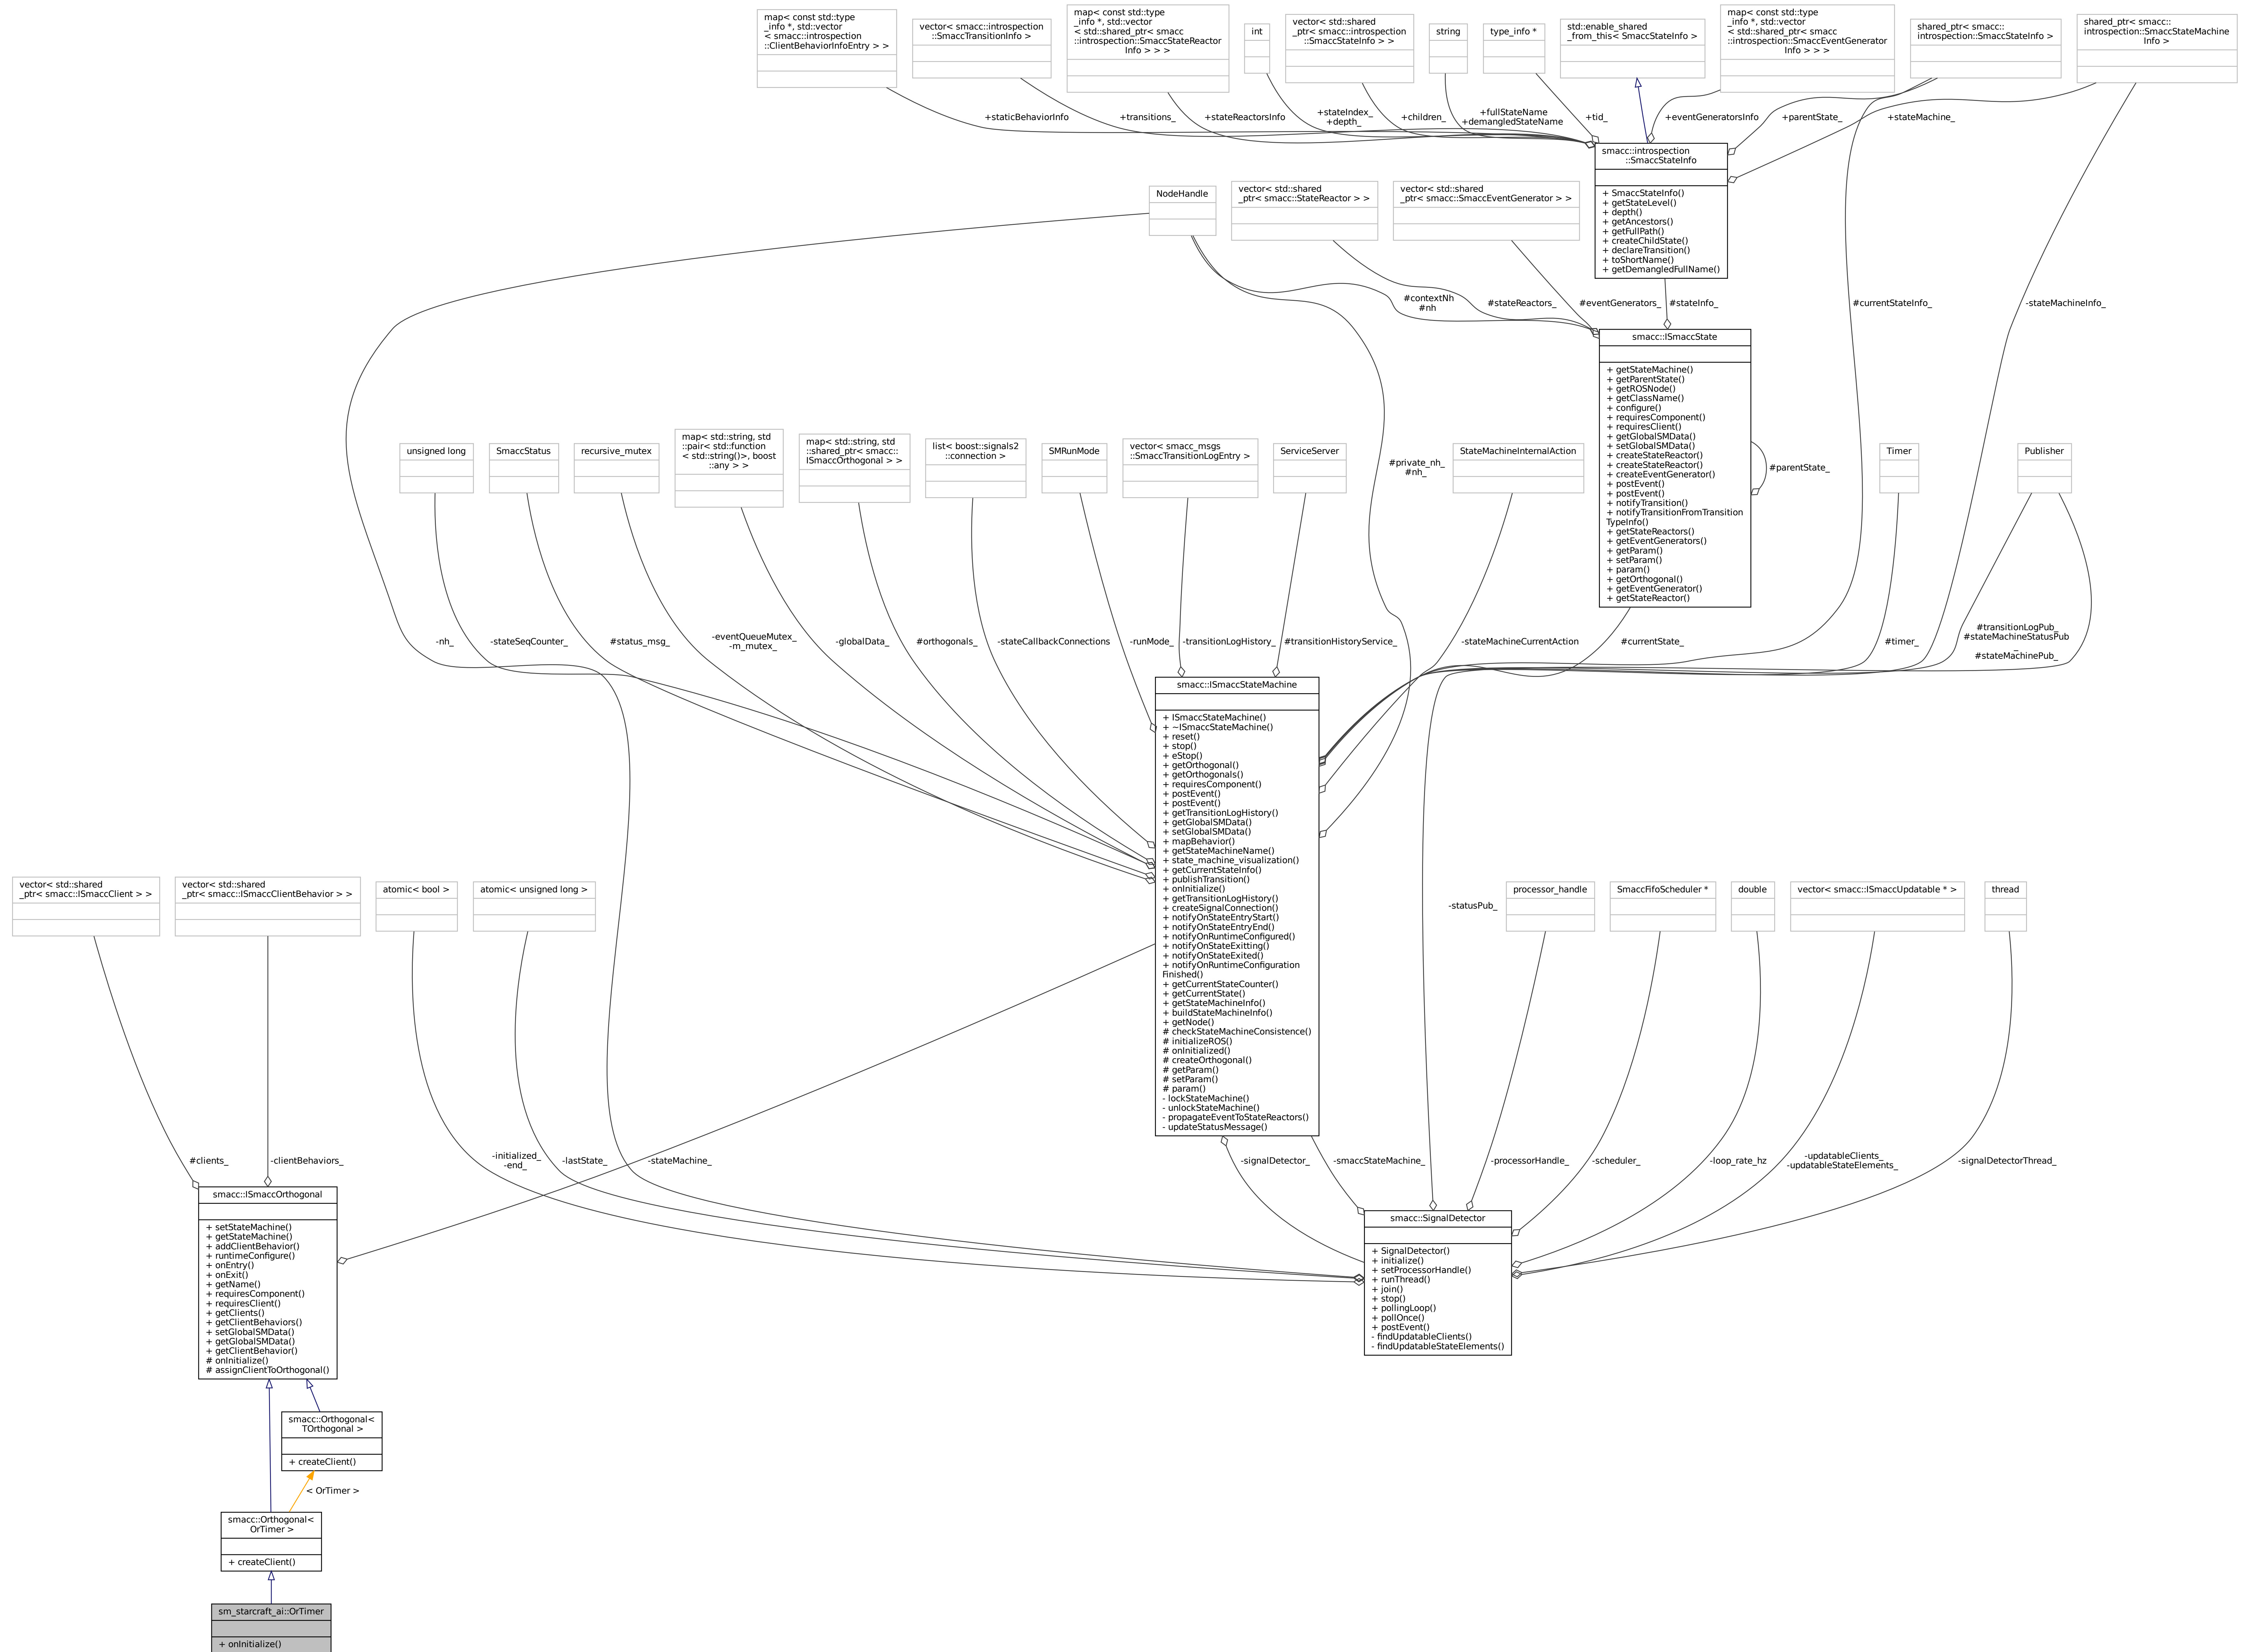 map< const std::type
_info *, std::vector
< smacc::introspection
::ClientBehaviorInfoEntry > >
vector< smacc::introspection
::SmaccTransitionInfo >
map< const std::type
_info *, std::vector
< std::shared_ptr< smacc
::introspection::SmaccStateReactor
Info > > >
int
vector< std::shared
_ptr< smacc::introspection
::SmaccStateInfo > >
string
type_info *
std::enable_shared
_from_this< SmaccStateInfo >
map< const std::type
_info *, std::vector
< std::shared_ptr< smacc
::introspection::SmaccEventGenerator
Info > > >
shared_ptr< smacc::
introspection::SmaccStateInfo >
shared_ptr< smacc::
introspection::SmaccStateMachine
Info >
+staticBehaviorInfo
+transitions_
+stateReactorsInfo
+stateIndex_
+depth_
+children_
+fullStateName
+demangledStateName
+tid_
+eventGeneratorsInfo
+parentState_
+stateMachine_
smacc::introspection
::SmaccStateInfo
+ SmaccStateInfo()
+ getStateLevel()
+ depth()
+ getAncestors()
+ getFullPath()
+ createChildState()
+ declareTransition()
+ toShortName()
+ getDemangledFullName()
NodeHandle
vector< std::shared
_ptr< smacc::StateReactor > >
vector< std::shared
_ptr< smacc::SmaccEventGenerator > >
#contextNh
#nh
#stateReactors_
#eventGenerators_
#stateInfo_
#currentStateInfo_
-stateMachineInfo_
smacc::ISmaccState
+ getStateMachine()
+ getParentState()
+ getROSNode()
+ getClassName()
+ configure()
+ requiresComponent()
+ requiresClient()
+ getGlobalSMData()
+ setGlobalSMData()
+ createStateReactor()
+ createStateReactor()
+ createEventGenerator()
+ postEvent()
+ postEvent()
+ notifyTransition()
+ notifyTransitionFromTransition
TypeInfo()
+ getStateReactors()
+ getEventGenerators()
+ getParam()
+ setParam()
+ param()
+ getOrthogonal()
+ getEventGenerator()
+ getStateReactor()
#parentState_
unsigned long
SmaccStatus
recursive_mutex
map< std::string, std
::pair< std::function
< std::string()>, boost
::any > >
map< std::string, std
::shared_ptr< smacc::
ISmaccOrthogonal > >
list< boost::signals2
::connection >
SMRunMode
vector< smacc_msgs
::SmaccTransitionLogEntry >
ServiceServer
#private_nh_
#nh_
StateMachineInternalAction
Timer
Publisher
-nh_
-stateSeqCounter_
#status_msg_
-eventQueueMutex_
-m_mutex_
-globalData_
#orthogonals_
-stateCallbackConnections
-runMode_
-transitionLogHistory_
#transitionHistoryService_
-stateMachineCurrentAction
#currentState_
#timer_
#transitionLogPub_
#stateMachineStatusPub
_
#stateMachinePub_
smacc::ISmaccStateMachine
+ ISmaccStateMachine()
+ ~ISmaccStateMachine()
+ reset()
+ stop()
+ eStop()
+ getOrthogonal()
+ getOrthogonals()
+ requiresComponent()
+ postEvent()
+ postEvent()
+ getTransitionLogHistory()
+ getGlobalSMData()
+ setGlobalSMData()
+ mapBehavior()
+ getStateMachineName()
+ state_machine_visualization()
+ getCurrentStateInfo()
+ publishTransition()
+ onInitialize()
+ getTransitionLogHistory()
+ createSignalConnection()
+ notifyOnStateEntryStart()
+ notifyOnStateEntryEnd()
+ notifyOnRuntimeConfigured()
+ notifyOnStateExitting()
+ notifyOnStateExited()
+ notifyOnRuntimeConfiguration
Finished()
+ getCurrentStateCounter()
+ getCurrentState()
+ getStateMachineInfo()
+ buildStateMachineInfo()
+ getNode()
# checkStateMachineConsistence()
# initializeROS()
# onInitialized()
# createOrthogonal()
# getParam()
# setParam()
# param()
- lockStateMachine()
- unlockStateMachine()
- propagateEventToStateReactors()
- updateStatusMessage()
vector< std::shared
_ptr< smacc::ISmaccClient > >
vector< std::shared
_ptr< smacc::ISmaccClientBehavior > >
atomic< bool >
atomic< unsigned long >
-statusPub_
processor_handle
SmaccFifoScheduler *
double
vector< smacc::ISmaccUpdatable * >
thread
#clients_
-clientBehaviors_
-initialized_
-end_
-lastState_
-stateMachine_
-signalDetector_
-smaccStateMachine_
-processorHandle_
-scheduler_
-loop_rate_hz
-updatableClients_
-updatableStateElements_
-signalDetectorThread_
smacc::ISmaccOrthogonal
+ setStateMachine()
+ getStateMachine()
+ addClientBehavior()
+ runtimeConfigure()
+ onEntry()
+ onExit()
+ getName()
+ requiresComponent()
+ requiresClient()
+ getClients()
+ getClientBehaviors()
+ setGlobalSMData()
+ getGlobalSMData()
+ getClientBehavior()
# onInitialize()
# assignClientToOrthogonal()
smacc::SignalDetector
+ SignalDetector()
+ initialize()
+ setProcessorHandle()
+ runThread()
+ join()
+ stop()
+ pollingLoop()
+ pollOnce()
+ postEvent()
- findUpdatableClients()
- findUpdatableStateElements()
smacc::Orthogonal<
TOrthogonal >
+ createClient()
< OrTimer >
smacc::Orthogonal<
OrTimer >
+ createClient()
sm_starcraft_ai::OrTimer
+ onInitialize()